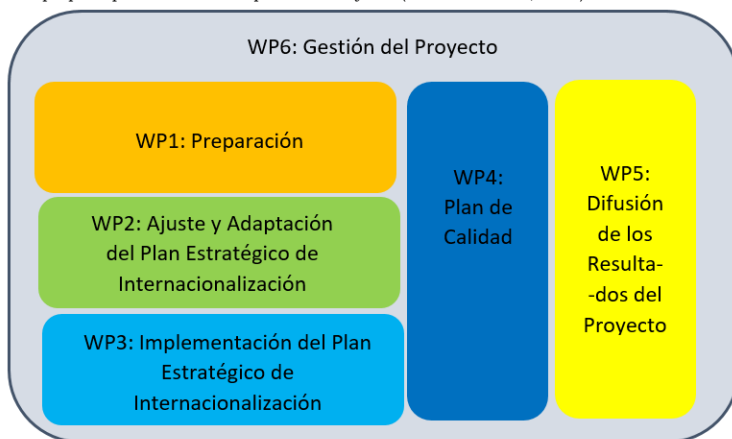 WP6: Gestión del Proyecto
WP1: Preparación
WP2: Ajuste y Adaptación
del Plan Estratégico de
Internacionalización
WP3: Implementación del Plan
Estratégico de
Internacionalización
WP4:
Plan de
Calidad
WP5:
Difusión
de los
Resulta-
-dos del
Proyecto